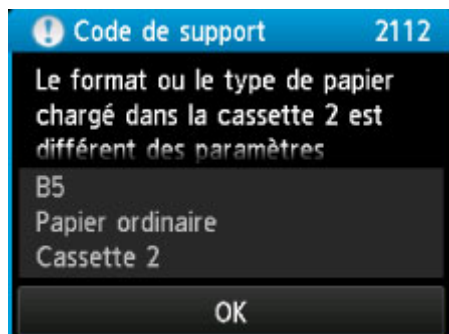 Code de support 2112
Le format ou le type de papier
chargé dans la cassette 2 est
différent des paramètres
B5
Papier ordinaire
Cassette 2
OK